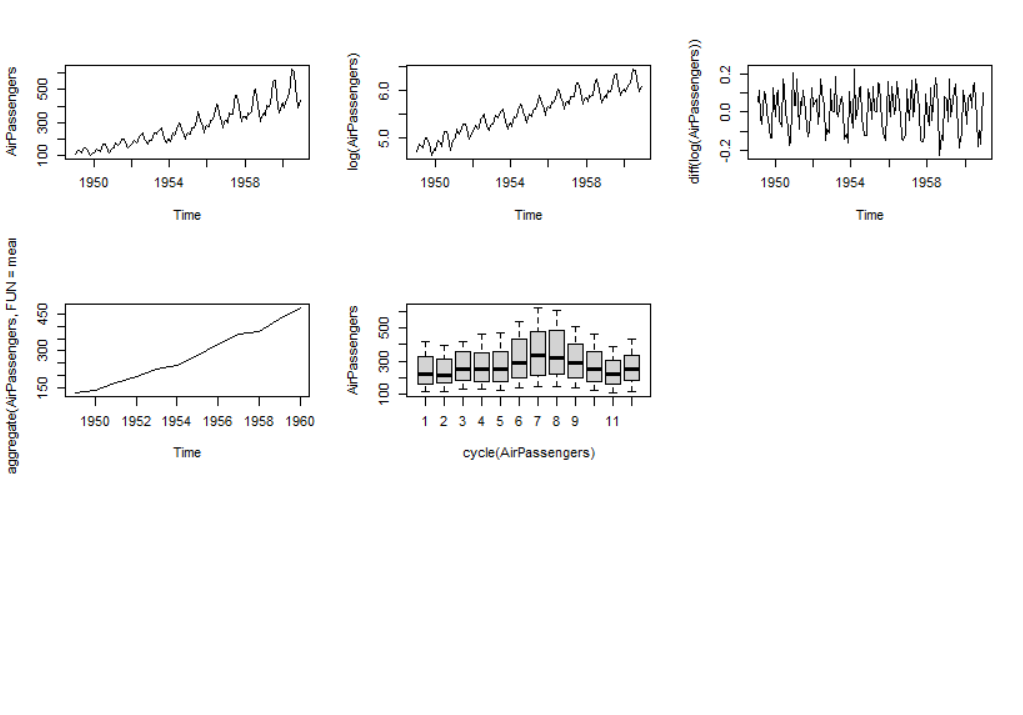 AirPassengers
500
300
100
1950 1954 1958
Time
log(AirPassengers)
6.0
5.0
1950 1954 1958
Time
diff(log(AirPassengers))
0.2
0.0
-0.2
1950 1954 1958
Time
aggregate(AirPassengers, FUN = mea
450
300
150
1950 1952 1954 1956 1958 1960
Time
AirPassengers
500
300
100
1 2 3 4 5 6 7 8 9 11
cycle(AirPassengers)